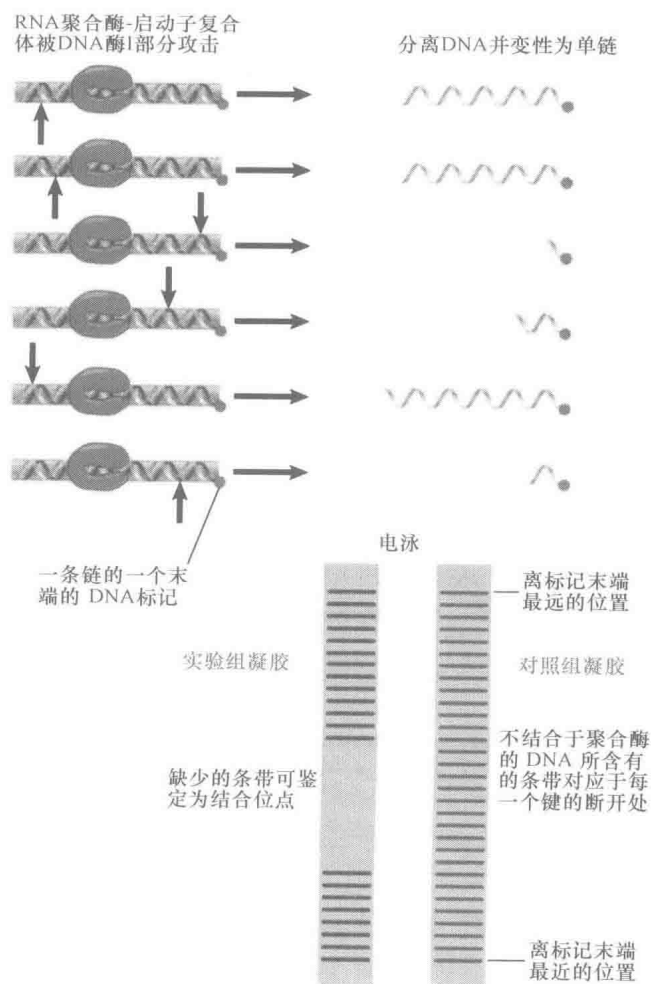 RNA聚合酶-启动子复合
体被DNA酶I部分攻击
分离DNA并变性为单链
一条链的一个末
端的 DNA标记
电泳
离标记末端
最远的位置
实验组凝胶
对照组凝胶
不结合于聚合酶
的 DNA 所含有
的条带对应于每
一个键的断开处
缺少的条带可鉴
定为结合位点
离标记末端
最近的位置